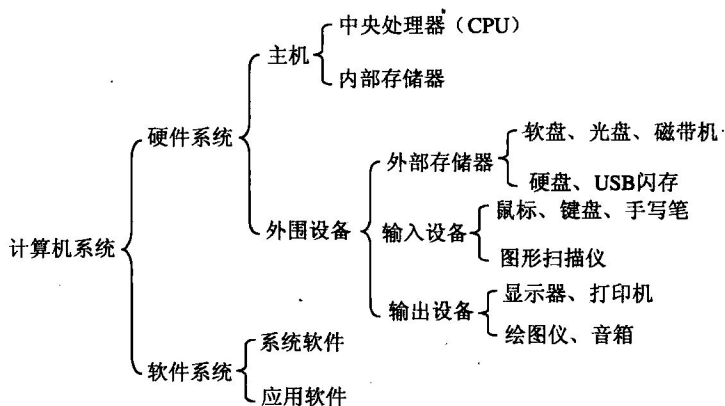 中央处理器（CPU）
主机
内部存储器
硬件系统
软盘、光盘、磁带机
外部存储器
硬盘、USB闪存
鼠标、键盘、手写笔
外围设备
输入设备
计算机系统
图形扫描仪
显示器、打印机
输出设备
绘图仪、音箱
系统软件
软件系统
应用软件